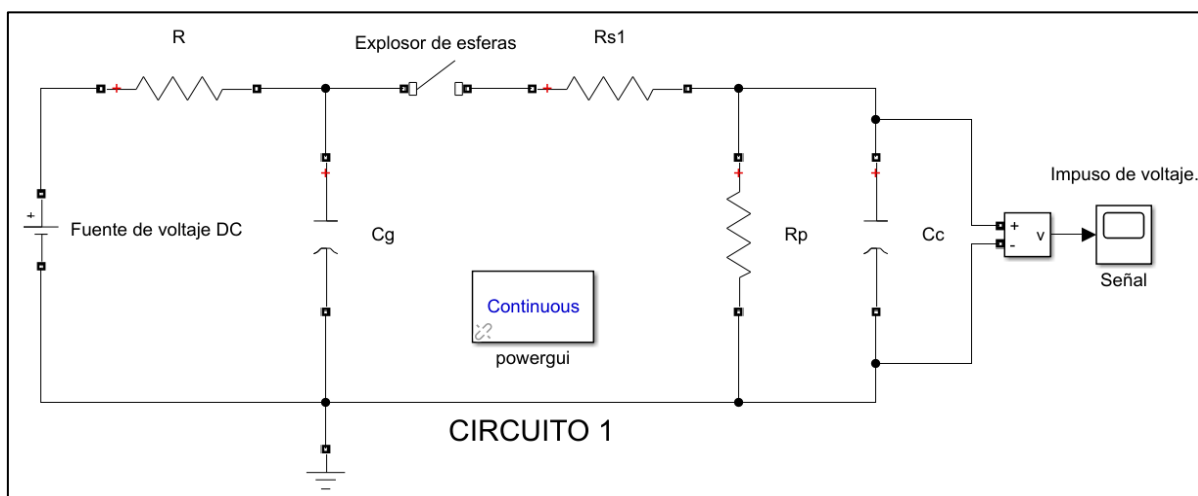 R
Explosor de esferas
Rs1
Impuso de voltaje.
+
Fuente de voltaje DC
Cg
Rp
Cc
+
-
v
Señal
Continuous
powergui
CIRCUITO 1